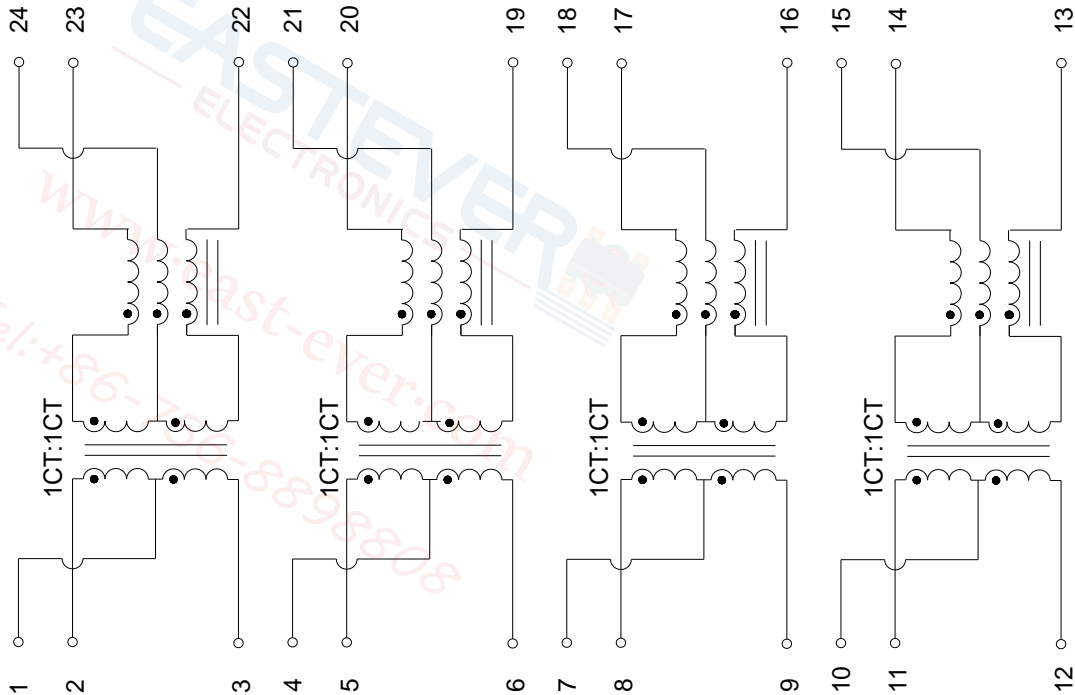 24 23 22 21 20 19 18 17 16 15 14 13
EASTEVER
ELECTRONICS
www.east-ever.com
Tel:+86-756-8898808
1CT:1CT 1CT:1CT 1CT:1CT 1CT:1CT
1 2 3 4 5 6 7 8 9 10 11 12